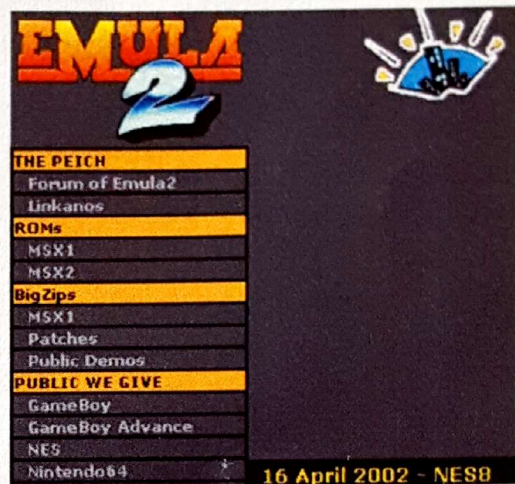 EMULA
2
THE PEICH
Forum of Emula2
Linkanos
ROMs
MSX1
MSX2
BigZips
MSX1
Patches
Public Demos
PUBLIC WE GIVE
GameBoy
GameBoy Advance
NES
Nintendo64
16 April 2002 - NES8